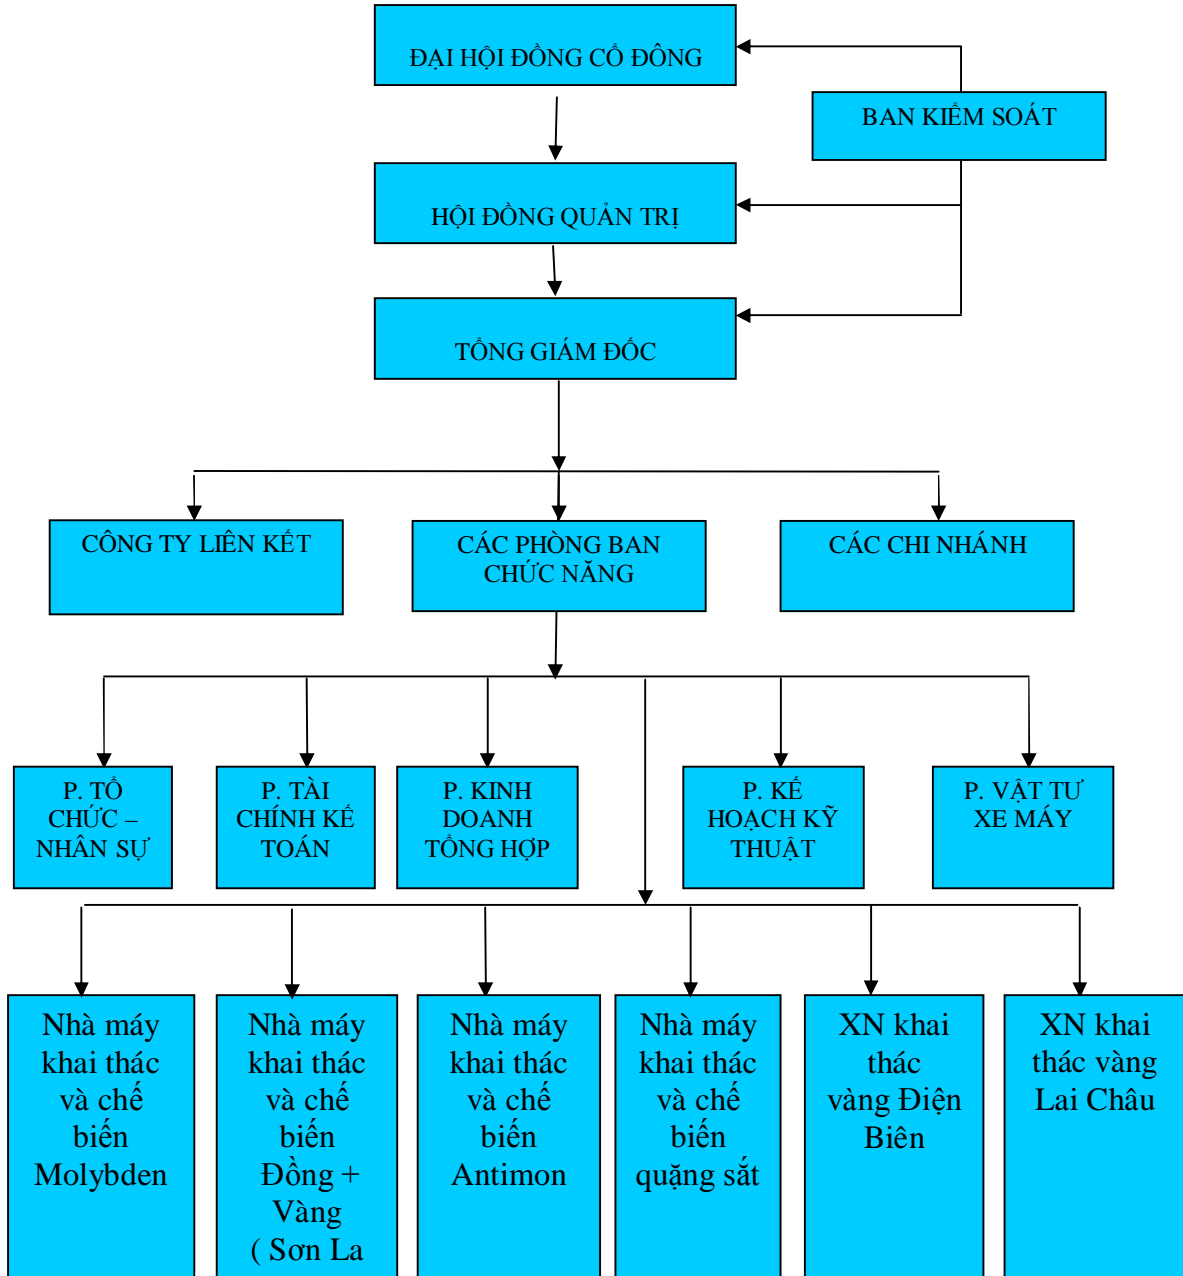 ĐẠI HỘI ĐỒNG CỔ ĐÔNG
BAN KIỂM SOÁT
HỘI ĐỒNG QUẢN TRỊ
TỔNG GIÁM ĐỐC
CÔNG TY LIÊN KẾT
CÁC PHÒNG BAN
CHỨC NĂNG
CÁC CHI NHÁNH
P. TỔ
CHỨC –
NHÂN SỰ
P. TÀI
CHÍNH KẾ
TOÁN
P. KINH
DOANH
TỔNG HỢP
P. KẾ
HOẠCH KỸ
THUẬT
P. VẬT TƯ
XE MÁY
Nhà máy
khai thác
và chế
biến
Molybden
Nhà máy
khai thác
và chế
biến
Đồng +
Vàng
( Sơn La
Nhà máy
khai thác
và chế
biến
Antimon
Nhà máy
khai thác
và chế
biến
quặng sắt
XN khai
thác
vàng Điện
Biên
XN khai
thác vàng
Lai Châu